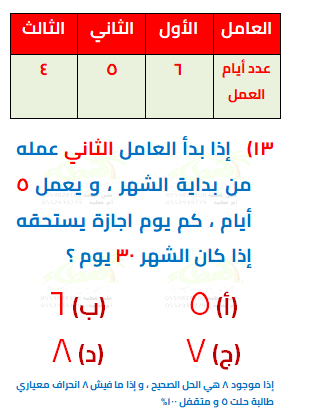 العامل الأول الثاني الثالث
عدد أيام العمل ٦ ٥ ٤
١٣) إذا بدأ العامل الثاني عمله
من بداية الشهر ، و يعمل ٥
أيام ، كم يوم اجازة يستحقه
إذا كان الشهر ٣٠ يوم ؟
(أ) ٥ (ب) ٦
(ج) ٧ (د) ٨
إذا موجود ٨ هي الحل الصحيح ، و إذا ما فيش ٨ انحراف معياري
طالبة حلت ٥ و متقفل ١٠٠%